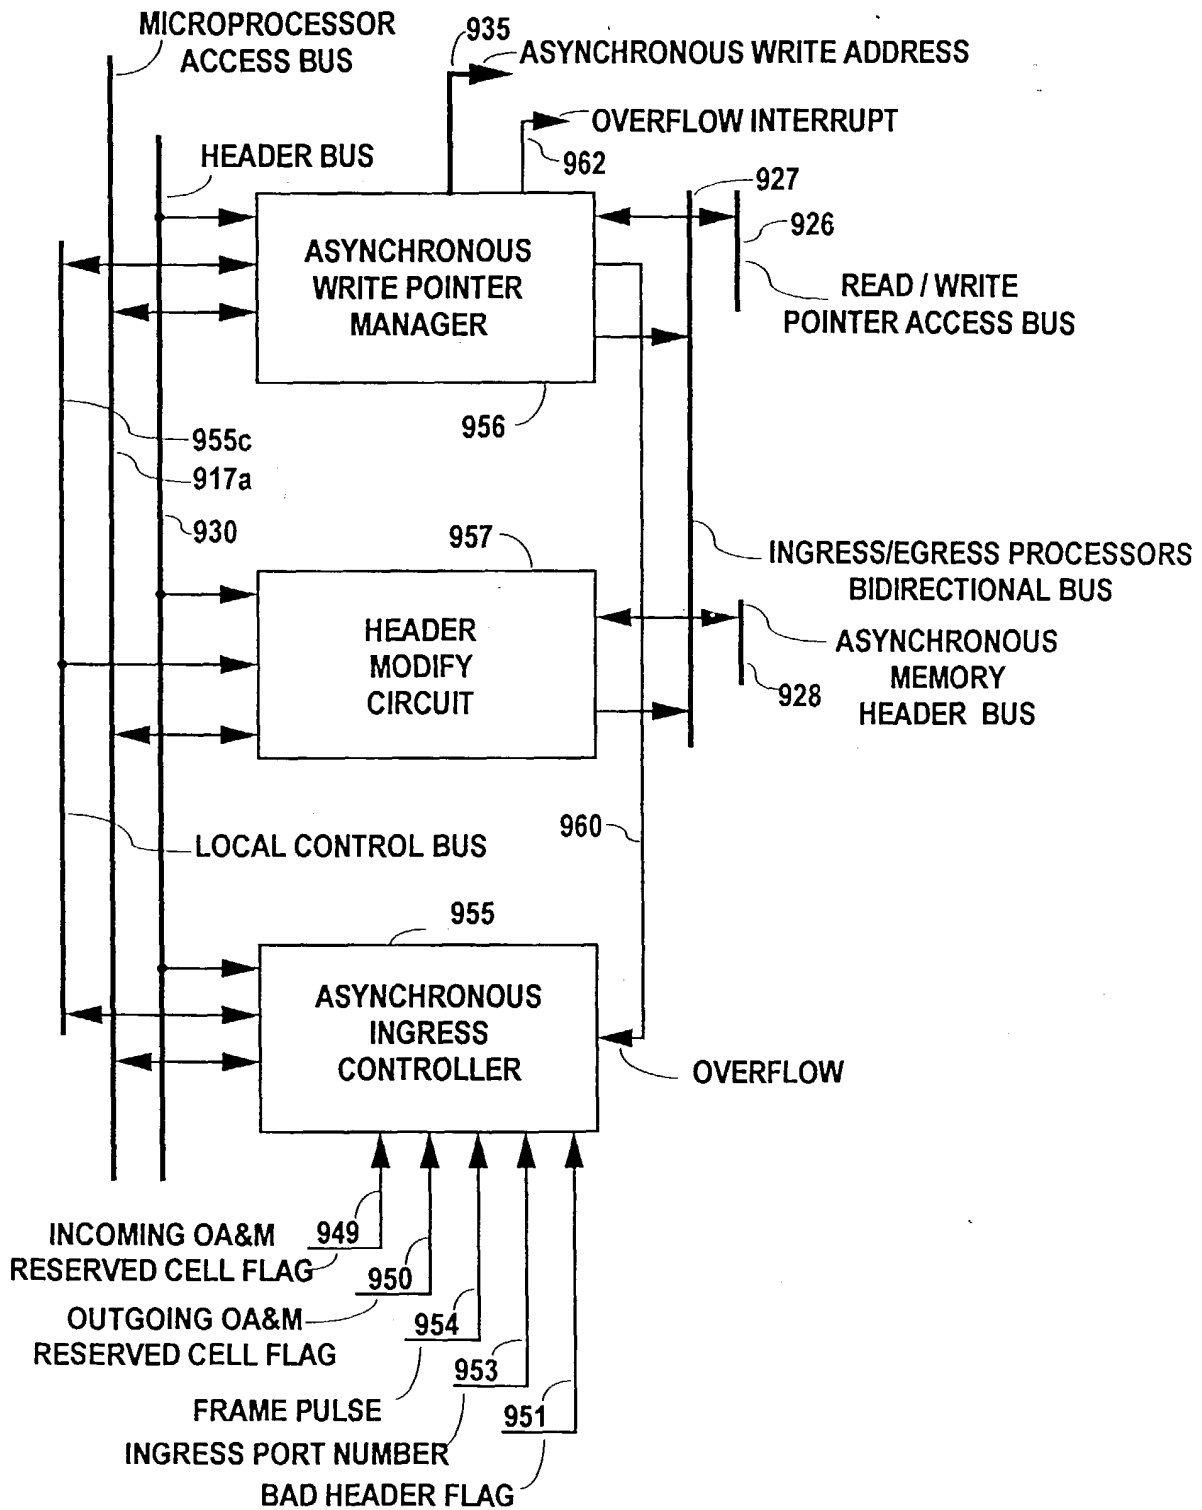 MICROPROCESSOR
ACCESS BUS
935
ASYNCHRONOUS WRITE ADDRESS
OVERFLOW INTERRUPT
962
HEADER BUS
927
926
ASYNCHRONOUS
WRITE POINTER
MANAGER
READ / WRITE
POINTER ACCESS BUS
956
955c
917a
930
957
INGRESS/EGRESS PROCESSORS
BIDIRECTIONAL BUS
HEADER
MODIFY
CIRCUIT
ASYNCHRONOUS
MEMORY
HEADER BUS
928
960
LOCAL CONTROL BUS
955
ASYNCHRONOUS
INGRESS
CONTROLLER
OVERFLOW
INCOMING OA&M
RESERVED CELL FLAG
949
950
OUTGOING OA&M
RESERVED CELL FLAG
954
953
FRAME PULSE
951
INGRESS PORT NUMBER
BAD HEADER FLAG